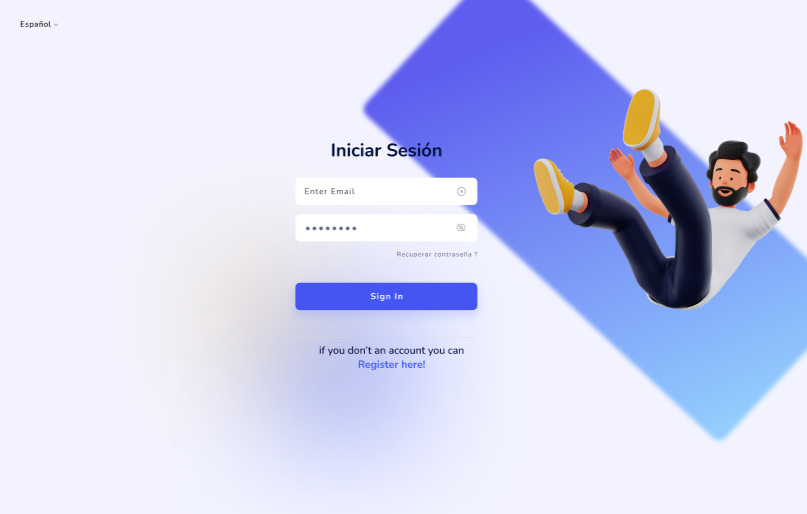 Español
Iniciar Sesión
Enter Email
Recuperar contraseña ?
Sign In
if you don't an account you can
Register here!